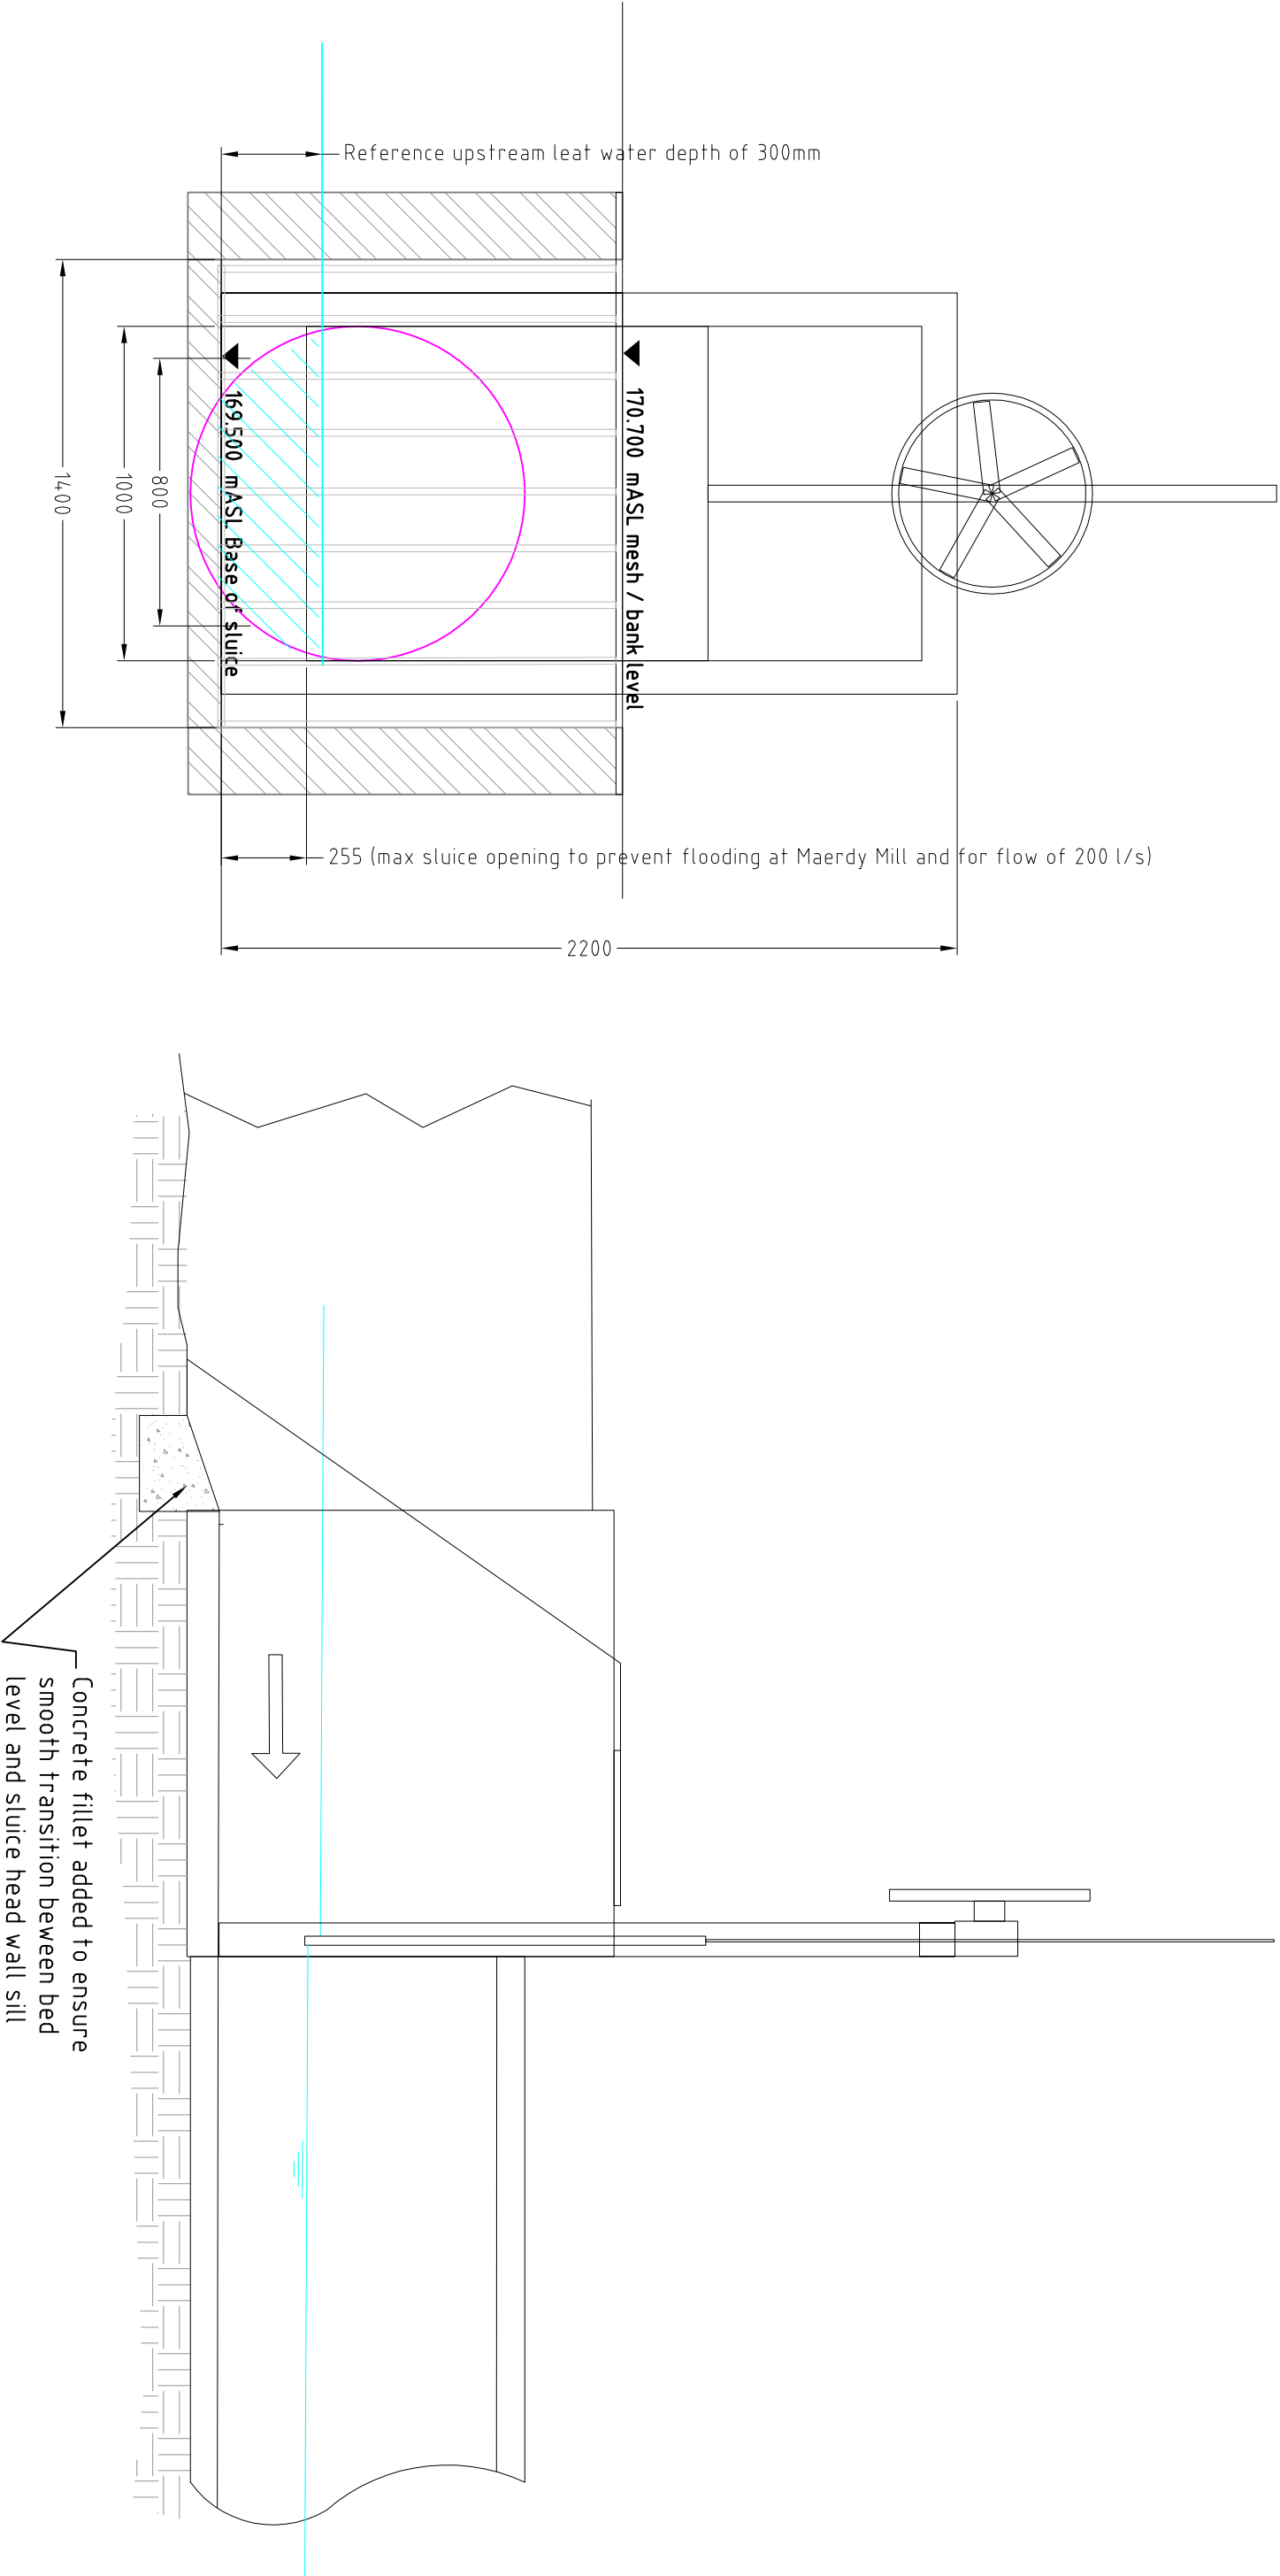 Reference upstream leat water depth of 300mm
170.700 mASL mesh / bank level
169.500 mASL Base of sluice
800
1000
1400
255 (max sluice opening to prevent flooding at Maerdy Mill and for flow of 200 l/s)
2200
Concrete fillet added to ensure
smooth transition beween bed
level and sluice head wall sill